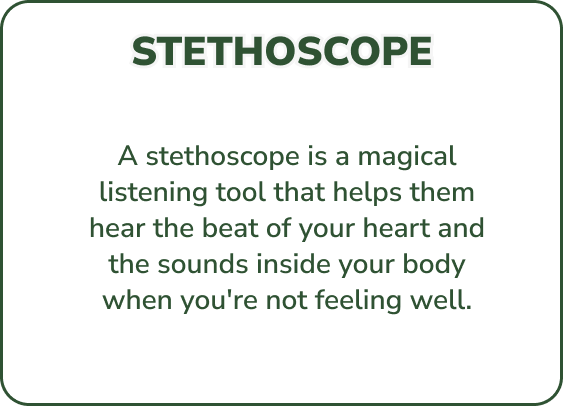 STETHOSCOPE
A stethoscope is a magical
listening tool that helps them
hear the beat of your heart and
the sounds inside your body
when you're not feeling well.